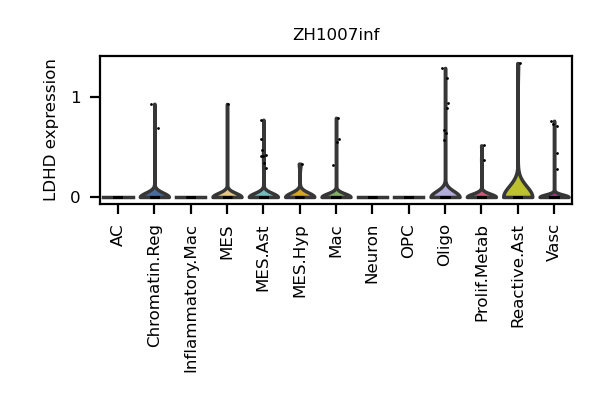 ZH1007inf
LDHD expression
1
0
AC
Chromatin.Reg
Inflammatory.Mac
MES
MES.Ast
MES.Hyp
Mac
Neuron
OPC
Oligo
Prolif.Metab
Reactive.Ast
Vasc